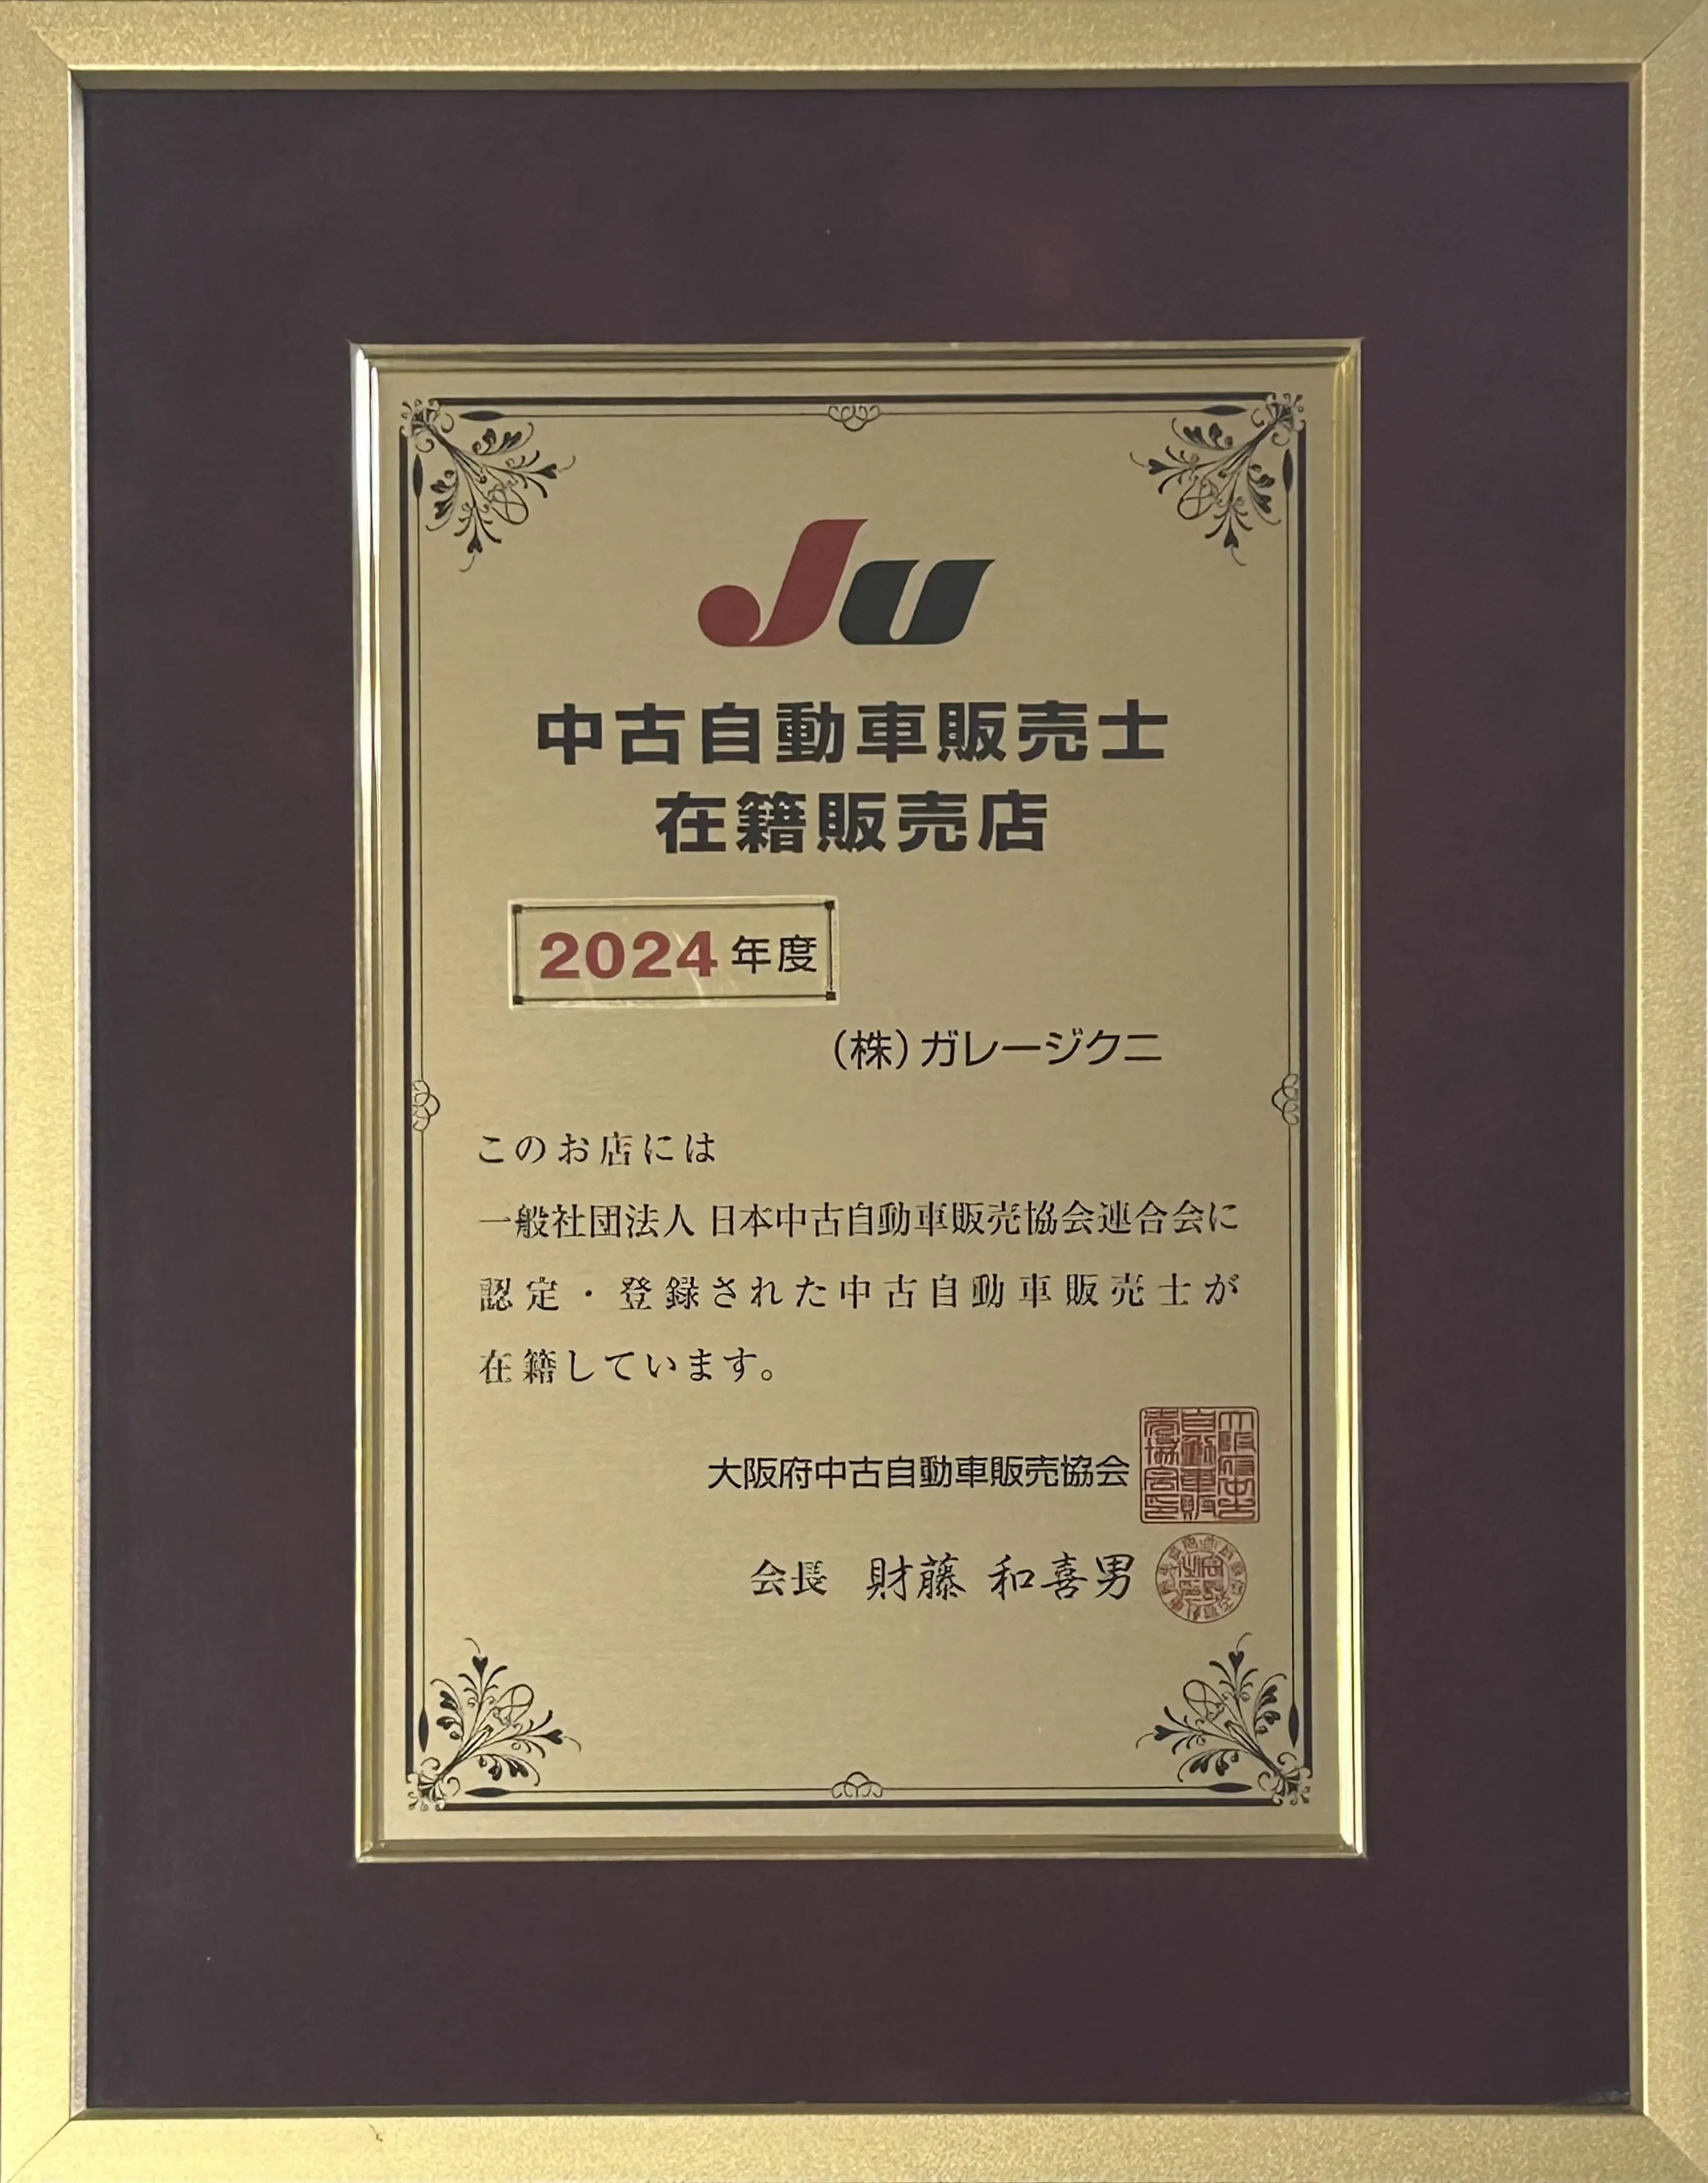 JU
中古自動車販売士
在籍販売店
2024年度
（株）ガレージクニ
このお店には
一般社団法人 日本中古自動車販売協会連合会に
認定・登録された中古自動車販売士が
在籍しています。
大阪府中古自動車販売協会
会長 財藤 和喜男